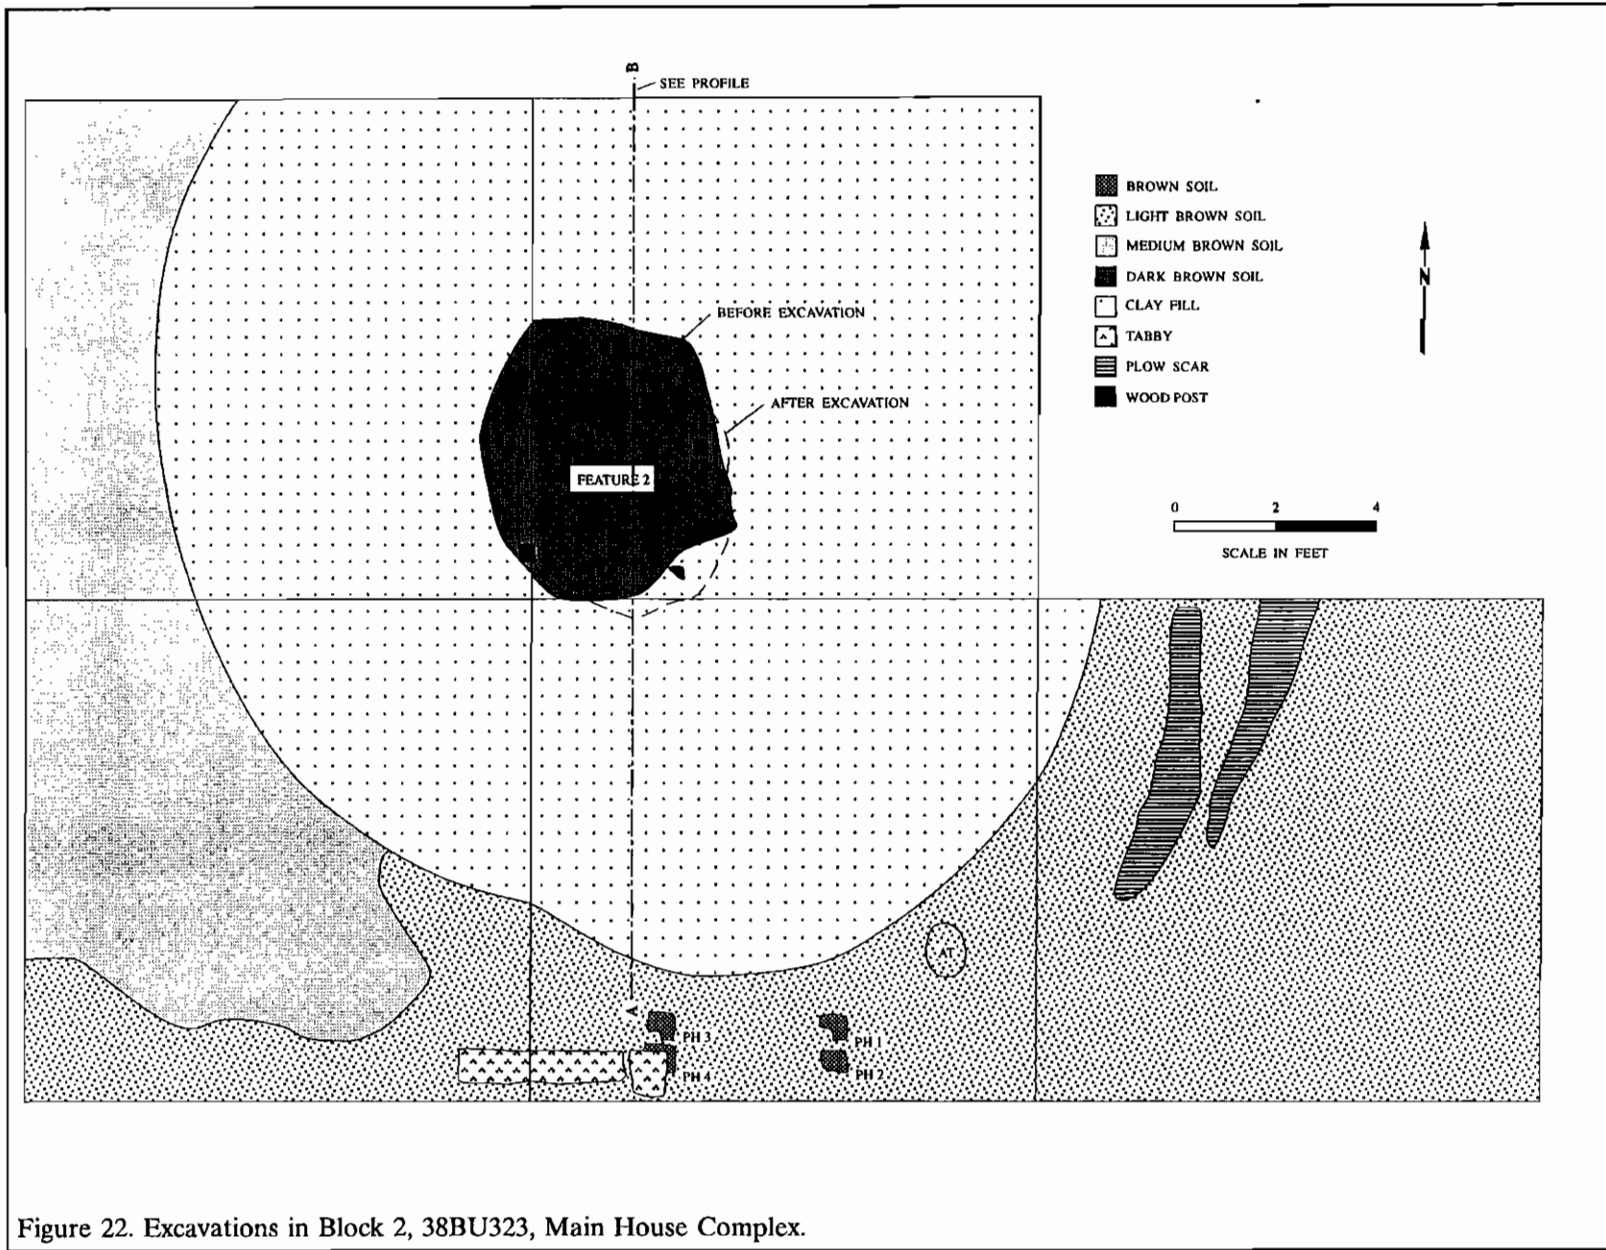 B
SEE PROFILE
BROWN SOIL
LIGHT BROWN SOIL
MEDIUM BROWN SOIL
DARK BROWN SOIL
CLAY FILL
TABBY
PLOW SCAR
WOOD POST
N
BEFORE EXCAVATION
AFTER EXCAVATION
FEATURE 2
0 2 4
SCALE IN FEET
AT
A
PH 3
PH 1
PH 4
PH 2
Figure 22. Excavations in Block 2, 38BU323, Main House Complex.